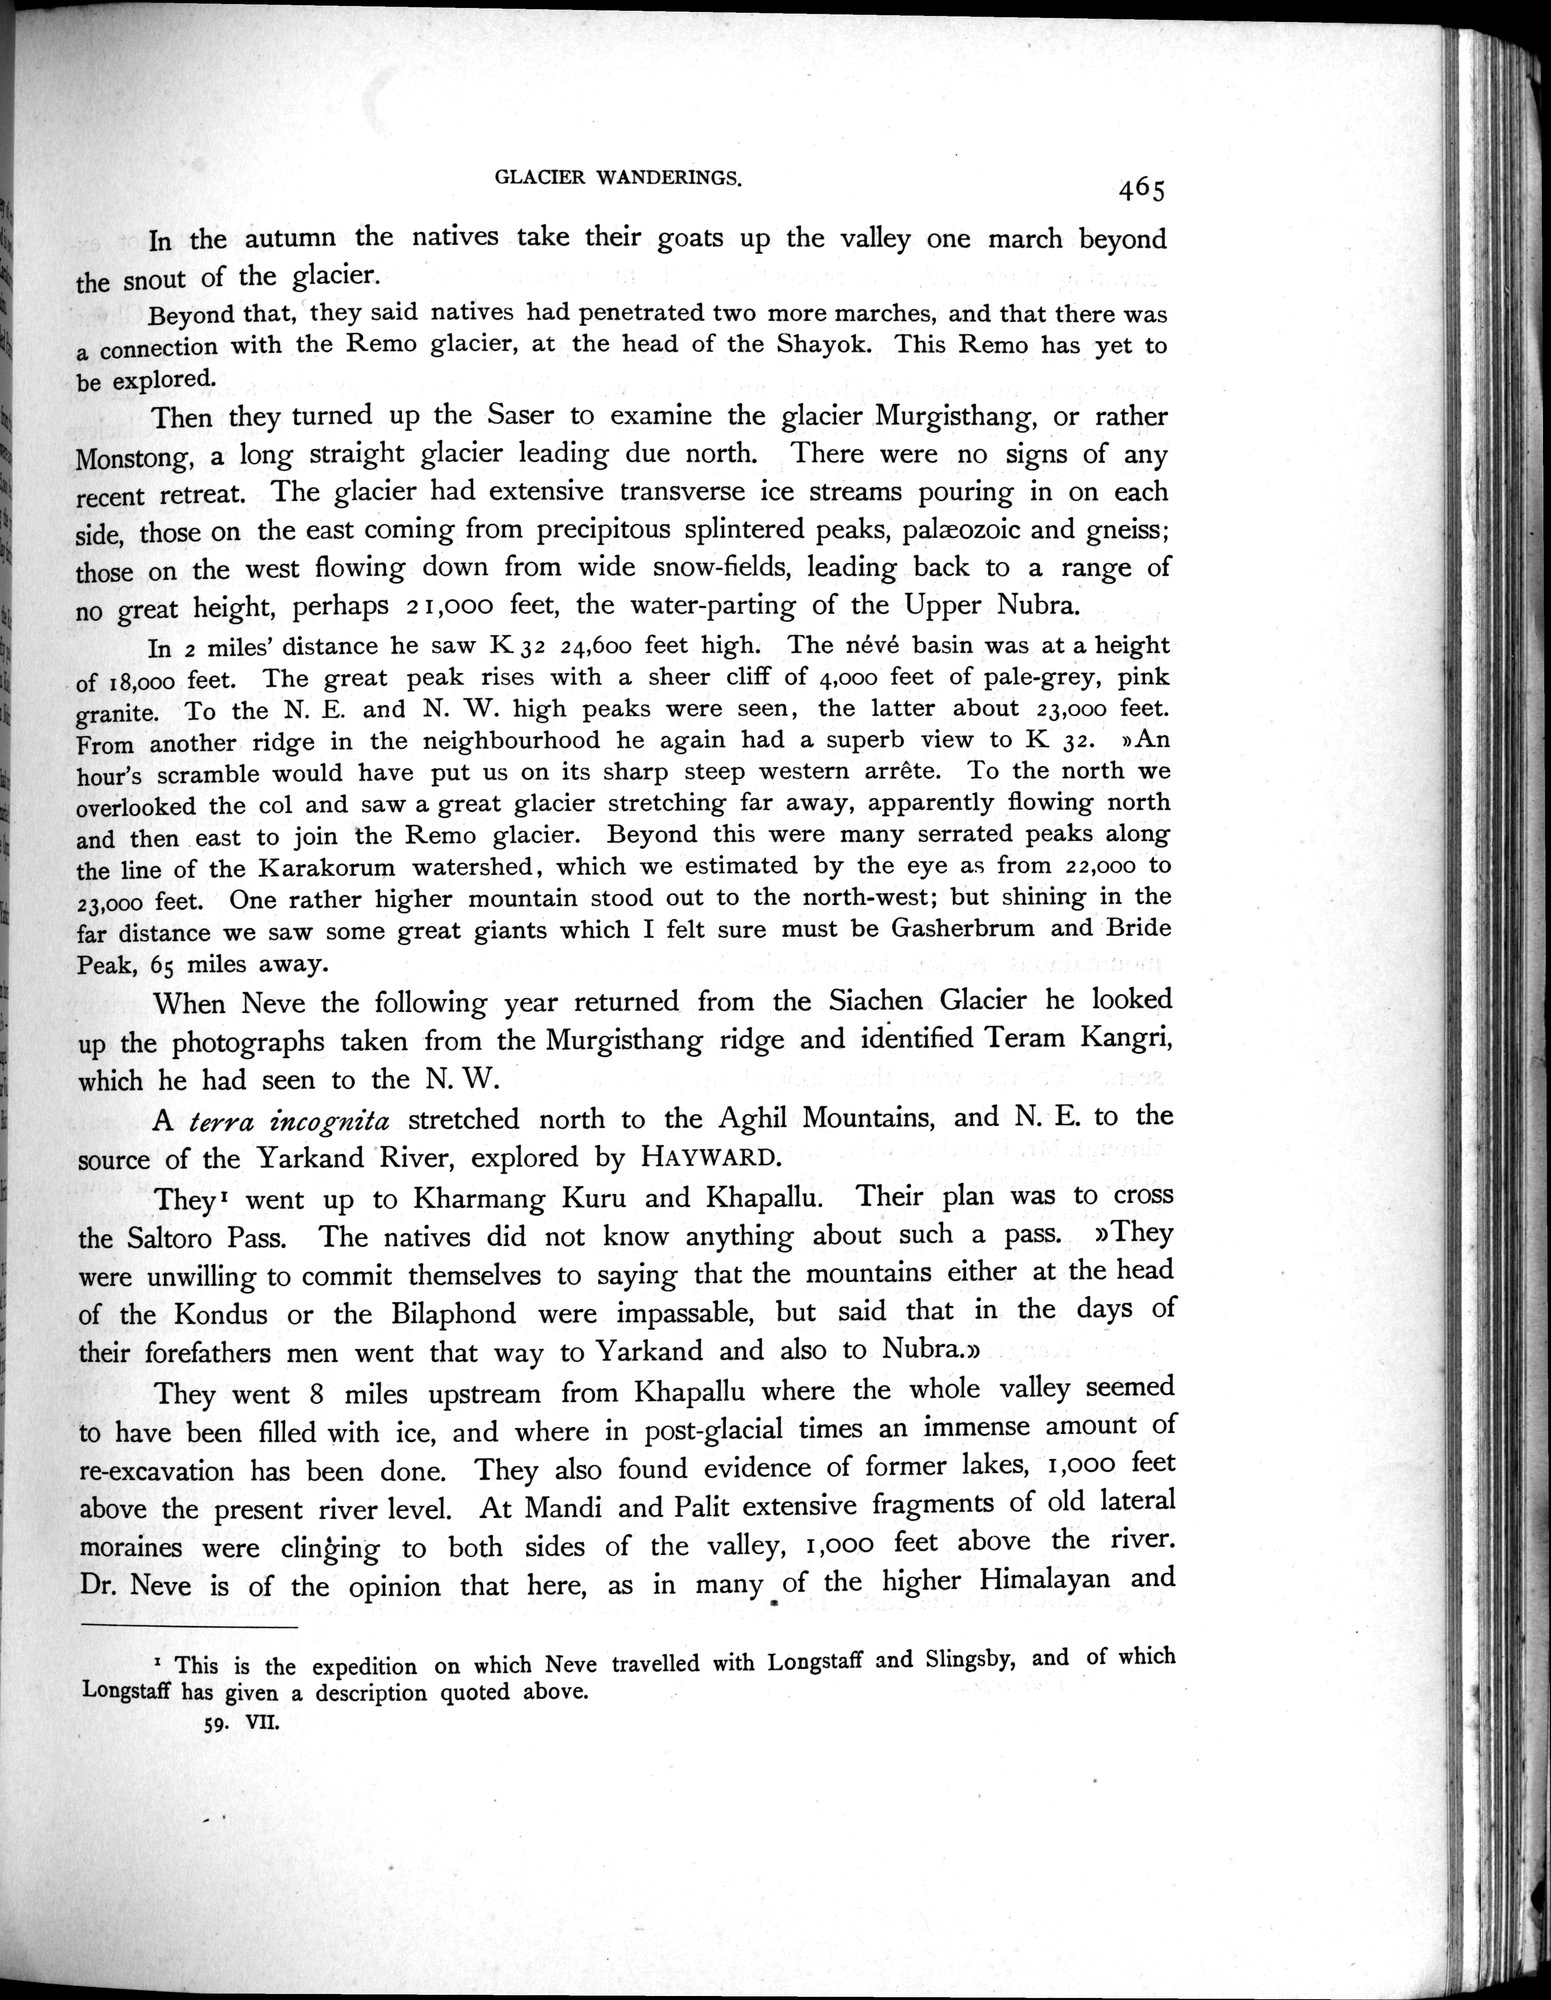 GLACIER WANDERINGS.
465
In the autumn the natives take their goats up the valley one march beyond
the snout of the glacier.
Beyond that, they said natives had penetrated two more marches, and that there was
a connection with the Remo glacier, at the head of the Shayok. This Remo has yet to
be explored.
Then they turned up the Saser to examine the glacier Murgisthang, or rather
Monstong, a long straight glacier leading due north. There were no signs of any
recent retreat. The glacier had extensive transverse ice streams pouring in on each
side, those on the east coming from precipitous splintered peaks, palæozoic and gneiss;
those on the west flowing down from wide snow-fields, leading back to a range of
no great height, perhaps 21,000 feet, the water-parting of the Upper Nubra.
In 2 miles' distance he saw K 32 24,600 feet high. The névé basin was at a height
of 18,000 feet. The great peak rises with a sheer cliff of 4,000 feet of pale-grey, pink
granite. To the N. E. and N. W. high peaks were seen, the latter about 23,000 feet.
From another ridge in the neighbourhood he again had a superb view to K 32. »An
hour's scramble would have put us on its sharp steep western arrête. To the north we
overlooked the col and saw a great glacier stretching far away, apparently flowing north
and then east to join the Remo glacier. Beyond this were many serrated peaks along
the line of the Karakorum watershed, which we estimated by the eye as from 22,000 to
23,000 feet. One rather higher mountain stood out to the north-west; but shining in the
far distance we saw some great giants which I felt sure must be Gasherbrum and Bride
Peak, 65 miles away.
When Neve the following year returned from the Siachen Glacier he looked
up the photographs taken from the Murgisthang ridge and identified Teram Kangri,
which he had seen to the N. W.
A terra incognita stretched north to the Aghil Mountains, and N. E. to the
source of the Yarkand River, explored by HAYWARD.
They¹ went up to Kharmang Kuru and Khapallu. Their plan was to cross
the Saltoro Pass. The natives did not know anything about such a pass. »They
were unwilling to commit themselves to saying that the mountains either at the head
of the Kondus or the Bilaphond were impassable, but said that in the days of
their forefathers men went that way to Yarkand and also to Nubra.»
They went 8 miles upstream from Khapallu where the whole valley seemed
to have been filled with ice, and where in post-glacial times an immense amount of
re-excavation has been done. They also found evidence of former lakes, 1,000 feet
above the present river level. At Mandi and Palit extensive fragments of old lateral
moraines were clinging to both sides of the valley, 1,000 feet above the river.
Dr. Neve is of the opinion that here, as in many of the higher Himalayan and
¹ This is the expedition on which Neve travelled with Longstaff and Slingsby, and of which
Longstaff has given a description quoted above.
59. VII.